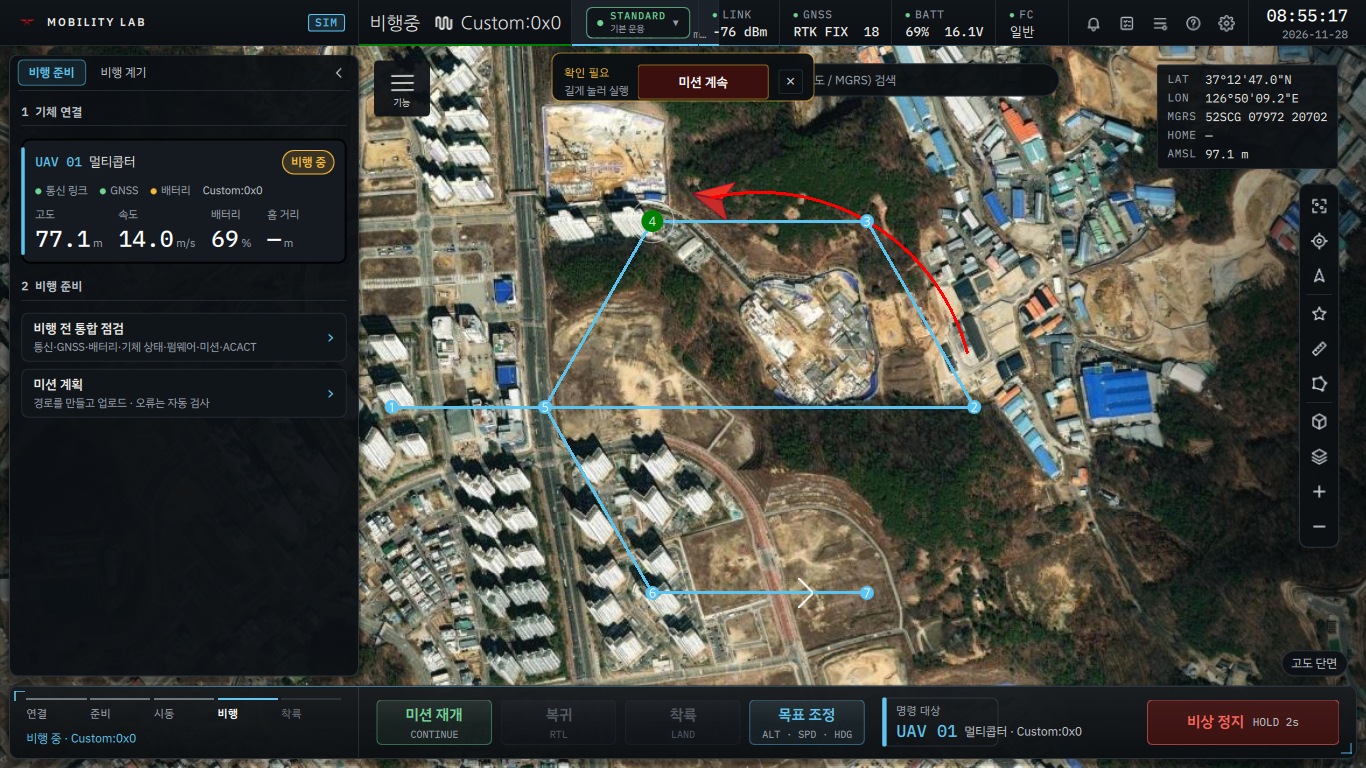 MOBILITY LAB
SIM
비행중
Custom:0x0
STANDARD
기본 운용
▼
LINK
-76 dBm
GNSS
RTK FIX 18
BATT
69% 16.1V
FC
일반
08:55:17
2026-11-28
비행 준비
비행 계기
1 기체 연결
UAV 01 멀티콥터
비행 중
통신 링크
GNSS
배터리
Custom:0x0
고도
속도
배터리
홈 거리
77.1 m
14.0 m/s
69 %
— m
2 비행 준비
비행 전 통합 점검
통신·GNSS·배터리·기체 상태·펌웨어·미션·ACACT
미션 계획
경로를 만들고 업로드 · 오류는 자동 검사
기능
확인 필요
길게 눌러 실행
미션 계속
도 / MGRS) 검색
LAT 37°12'47.0"N
LON 126°50'09.2"E
MGRS 52SCG 07972 20702
HOME —
AMSL 97.1 m
4
3
1
5
2
6
7
고도 단면
연결
준비
시동
비행
착륙
비행 중 · Custom:0x0
미션 재개
CONTINUE
복귀
RTL
착륙
LAND
목표 조정
ALT · SPD · HDG
명령 대상
UAV 01 멀티콥터 · Custom:0x0
비상 정지 HOLD 2s